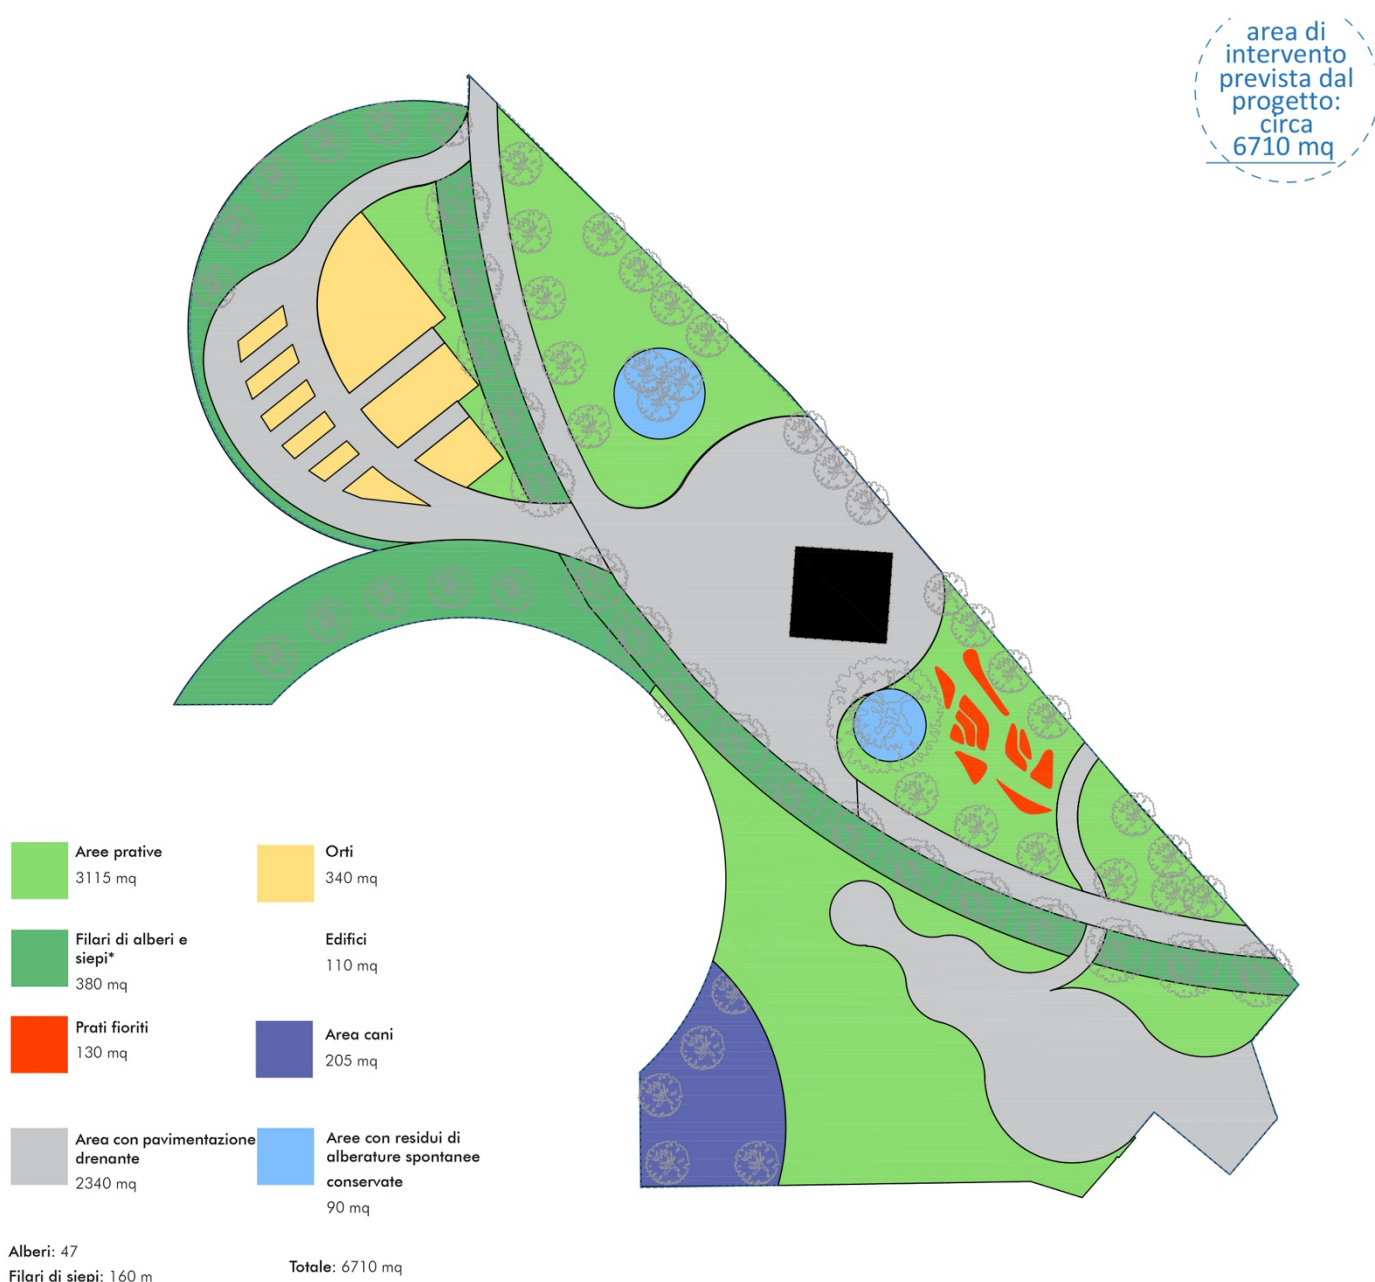 area di
intervento
prevista dal
progetto:
circa
6710 mq
Aree prative
3115 mq
Orti
340 mq
Filari di alberi e
siepi*
380 mq
Edifici
110 mq
Prati fioriti
130 mq
Area cani
205 mq
Area con pavimentazione
drenante
2340 mq
Aree con residui di
alberature spontanee
conservate
90 mq
Alberi: 47
Filari di siepi: 160 m
Totale: 6710 mq